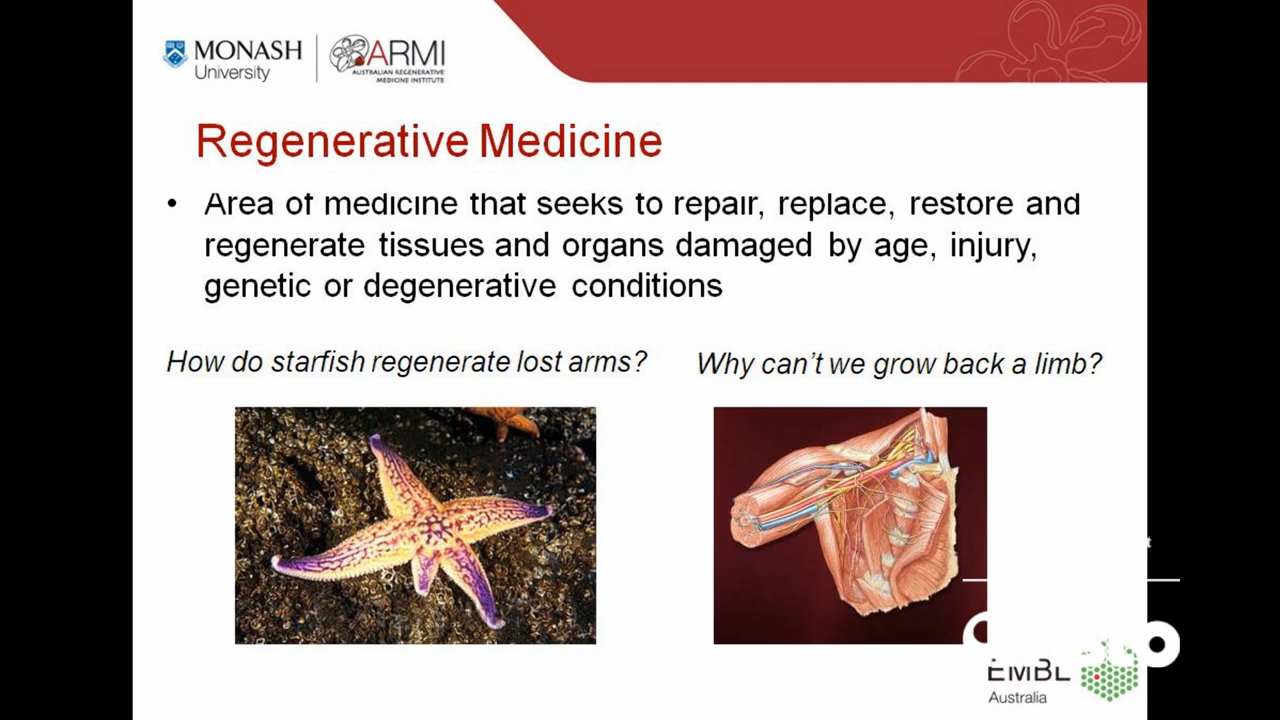 MONASH
University
ARMI
AUSTRALIAN REGENERATIVE
MEDICINE INSTITUTE
Regenerative Medicine
• Area of medicine that seeks to repair, replace, restore and
regenerate tissues and organs damaged by age, injury,
genetic or degenerative conditions
How do starfish regenerate lost arms?
Why can't we grow back a limb?
EMBL
Australia